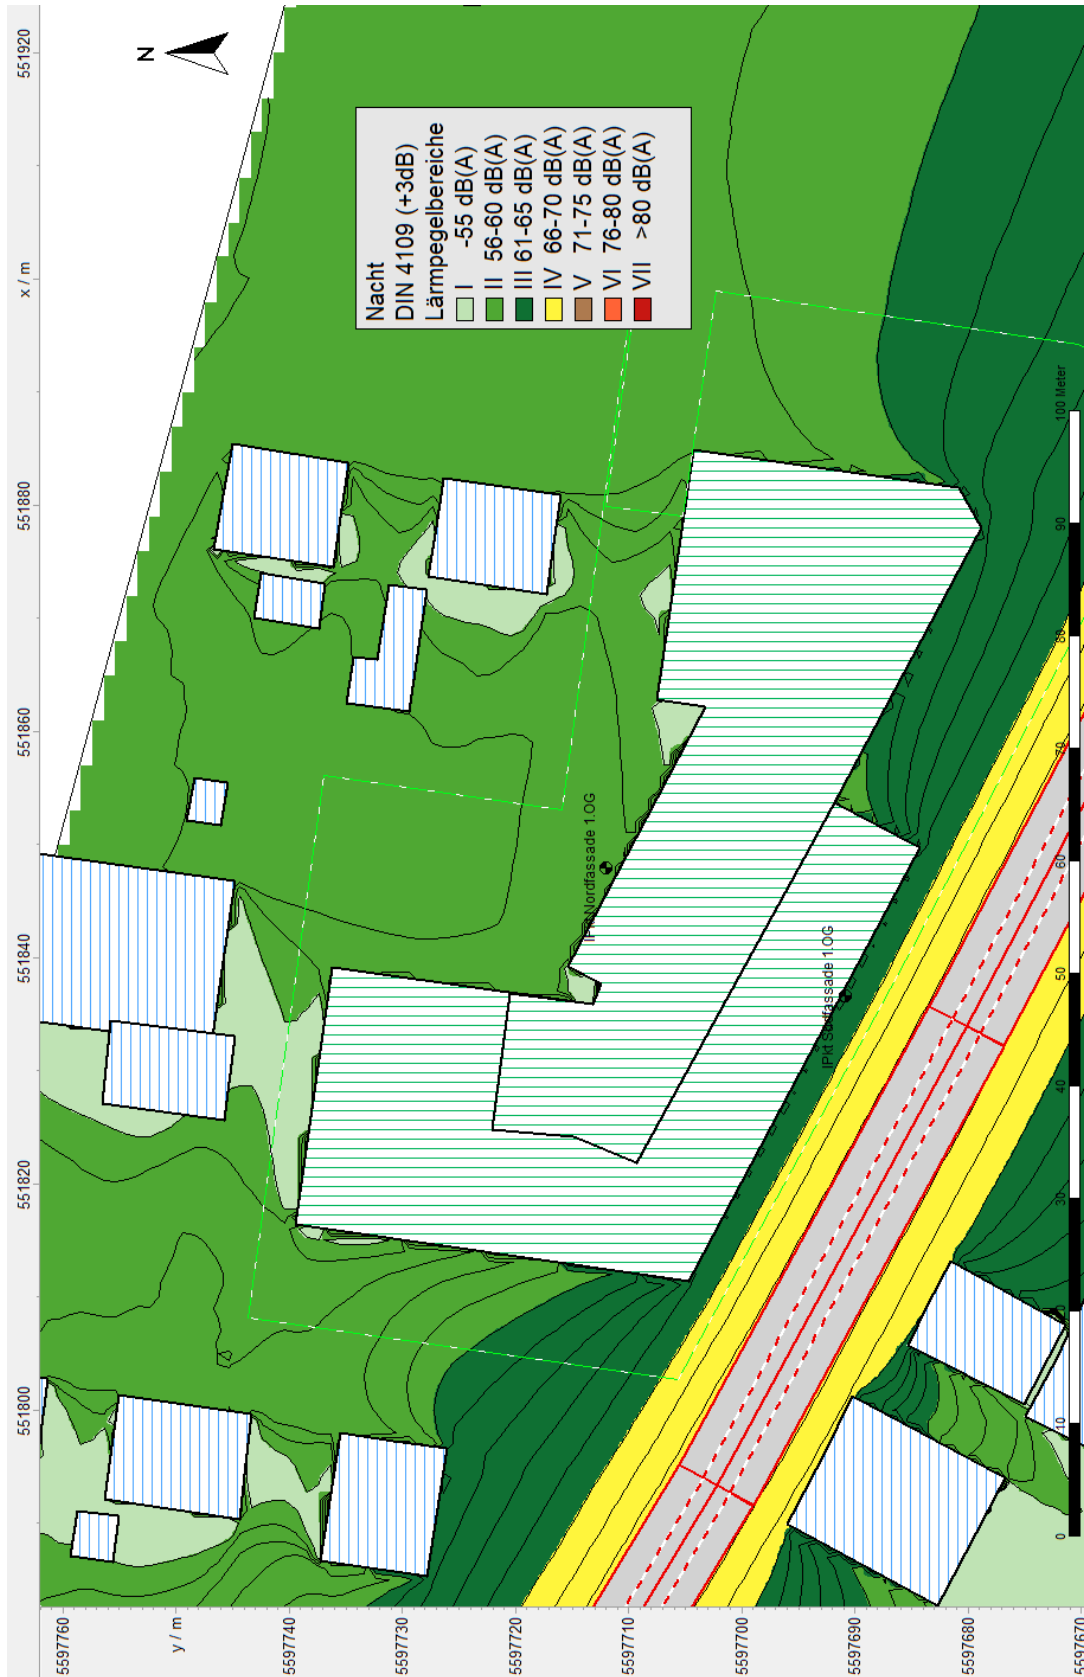 N
x / m
551920
551880
551860
551840
551820
551800
Nacht
DIN 4109 (+3dB)
Lärmpegelbereiche
I -55 dB(A)
II 56-60 dB(A)
III 61-65 dB(A)
IV 66-70 dB(A)
V 71-75 dB(A)
VI 76-80 dB(A)
VII >80 dB(A)
IPkt Nordfassade 1.OG
IPkt Südfassade 1.OG
0
10
20
30
40
50
60
70
80
90
100 Meter
y / m
5597760
5597740
5597730
5597720
5597710
5597700
5597690
5597680
5597670